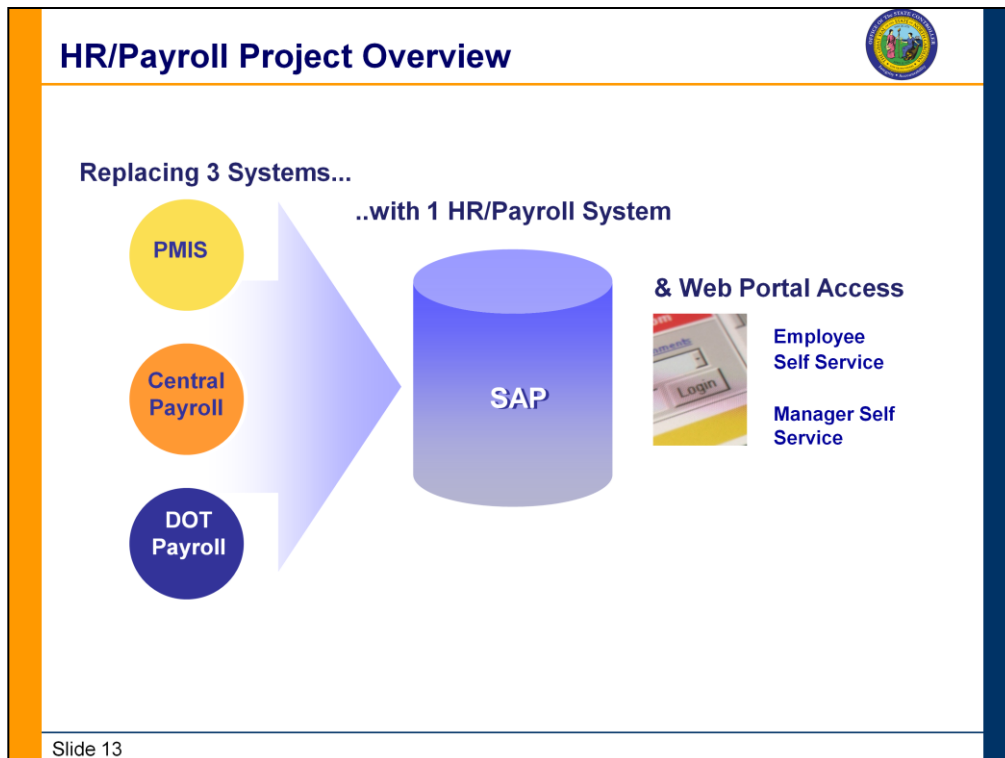 HR/Payroll Project Overview
Replacing 3 Systems...
..with 1 HR/Payroll System
PMIS
Central
Payroll
DOT
Payroll
SAP
& Web Portal Access
Login
Employee
Self Service
Manager Self
Service
Slide 13